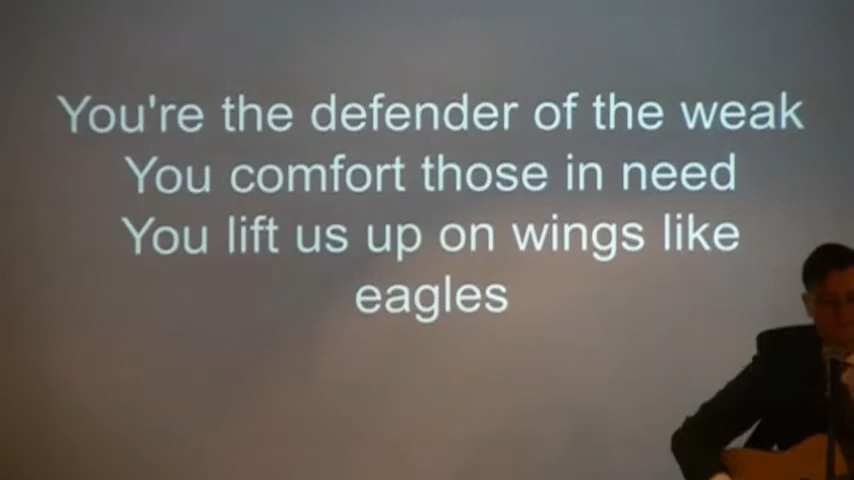 You're the defender of the weak
You comfort those in need
You lift us up on wings like
eagles